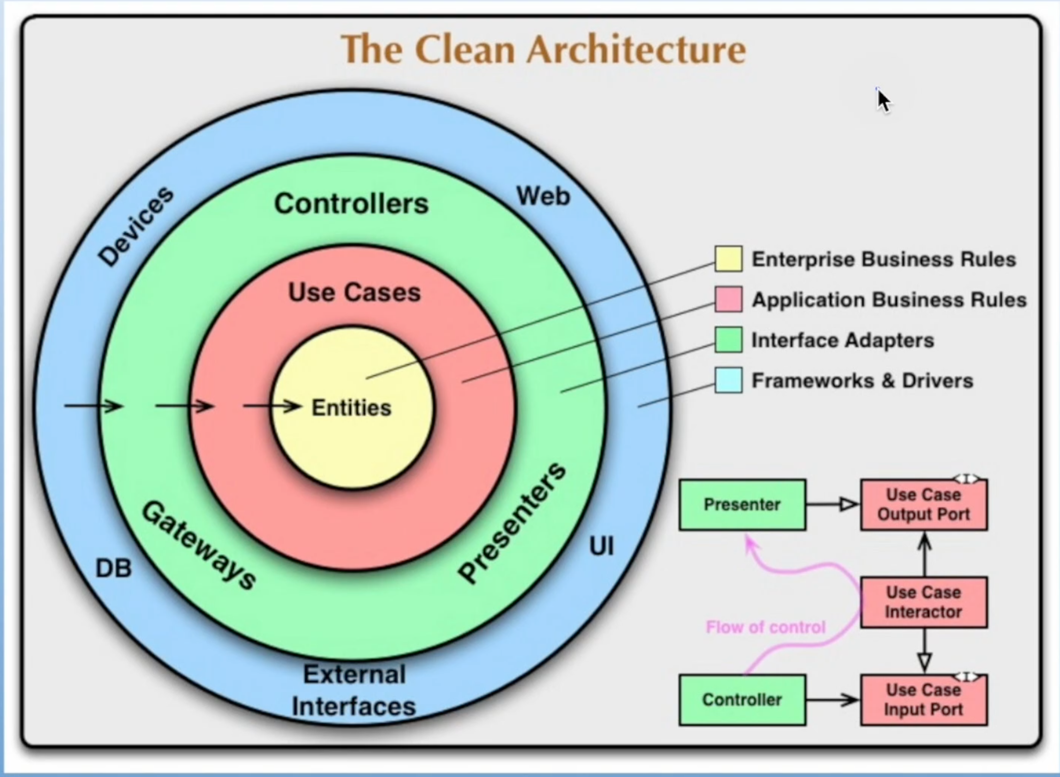 The Clean Architecture
Devices
Web
Controllers
Use Cases
Entities
Gateways
Presenters
DB
UI
External
Interfaces
Enterprise Business Rules
Application Business Rules
Interface Adapters
Frameworks & Drivers
Presenter
<I>
Use Case
Output Port
Use Case
Interactor
Flow of control
Controller
<I>
Use Case
Input Port